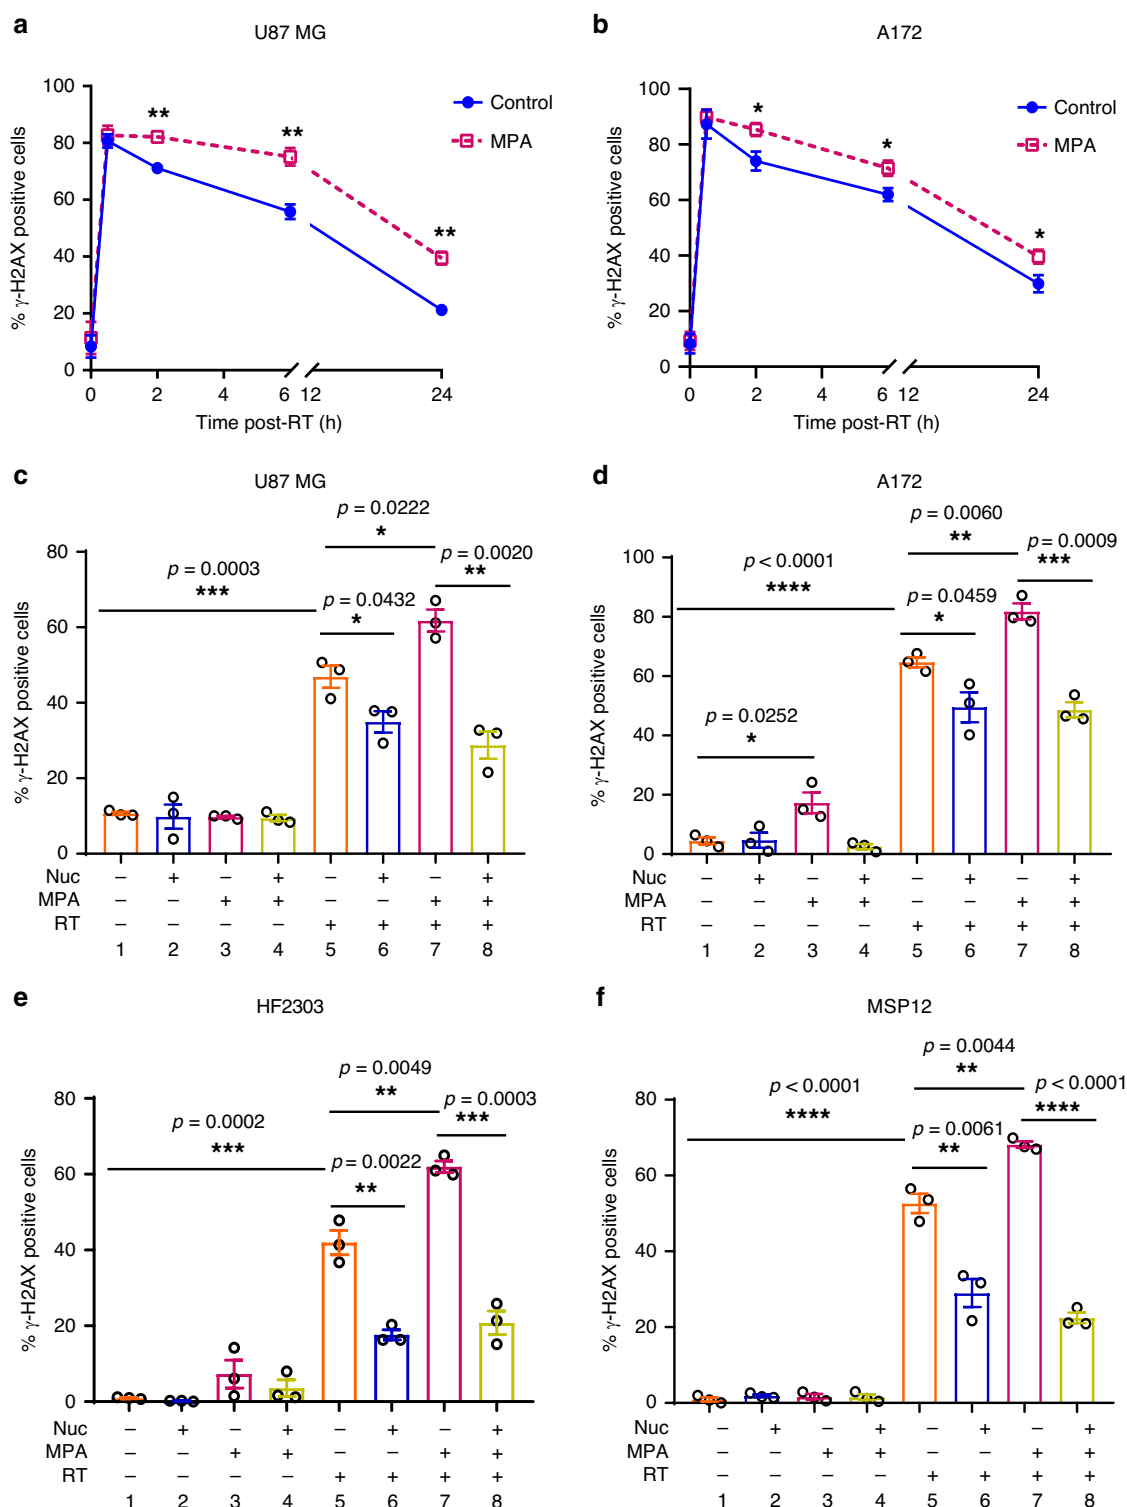 a
U87 MG
% γ-H2AX positive cells
100
80
60
40
20
0
0 2 4 6 12 24
Time post-RT (h)
Control
MPA
** ** **
b
A172
% γ-H2AX positive cells
100
80
60
40
20
0
0 2 4 6 12 24
Time post-RT (h)
Control
MPA
* * *
c
U87 MG
% γ-H2AX positive cells
80
60
40
20
0
p = 0.0222
*
p = 0.0020
**
p = 0.0003
***
p = 0.0432
*
Nuc – + – + – + – +
MPA – – + + – – + +
RT – – – – + + + +
1 2 3 4 5 6 7 8
d
A172
% γ-H2AX positive cells
100
80
60
40
20
0
p = 0.0060
**
p = 0.0009
***
p < 0.0001
****
p = 0.0459
*
p = 0.0252
*
Nuc – + – + – + – +
MPA – – + + – – + +
RT – – – – + + + +
1 2 3 4 5 6 7 8
e
HF2303
% γ-H2AX positive cells
80
60
40
20
0
p = 0.0049
**
p = 0.0003
***
p = 0.0002
***
p = 0.0022
**
Nuc – + – + – + – +
MPA – – + + – – + +
RT – – – – + + + +
1 2 3 4 5 6 7 8
f
MSP12
% γ-H2AX positive cells
80
60
40
20
0
p = 0.0044
**
p < 0.0001
****
p < 0.0001
****
p = 0.0061
**
Nuc – + – + – + – +
MPA – – + + – – + +
RT – – – – + + + +
1 2 3 4 5 6 7 8